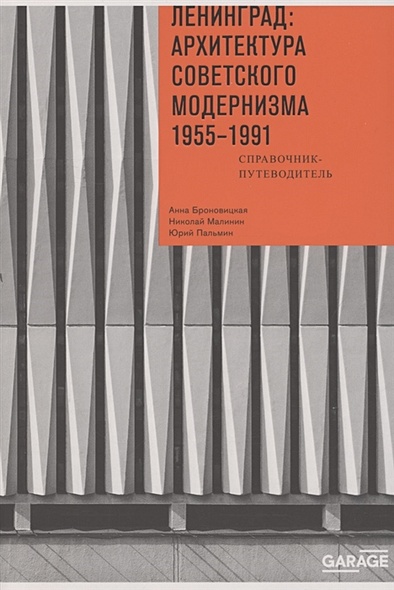 ЛЕНИНГРАД:
АРХИТЕКТУРА
СОВЕТСКОГО
МОДЕРНИЗМА
1955–1991
СПРАВОЧНИК-
ПУТЕВОДИТЕЛЬ
Анна Броновицкая
Николай Малинин
Юрий Пальмин
GARAGE